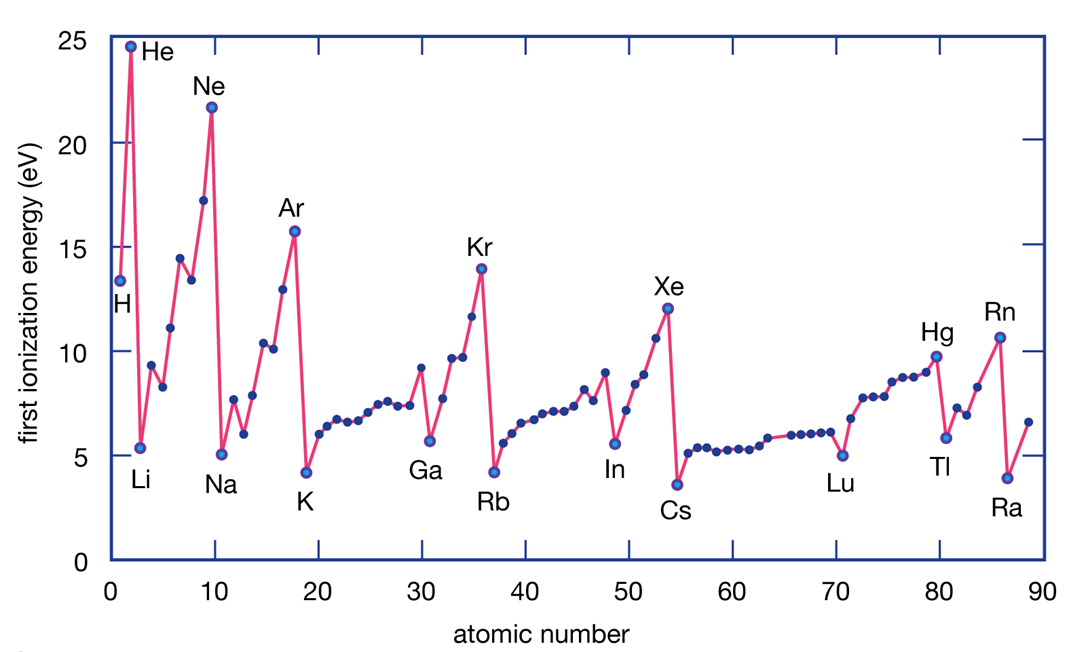 25
He
Ne
20
Ar
15
Kr
Xe
H
Rn
Hg
10
5
Li
Na
K
Ga
Rb
In
Cs
Lu
Tl
Ra
0
first ionization energy (eV)
0 10 20 30 40 50 60 70 80 90
atomic number